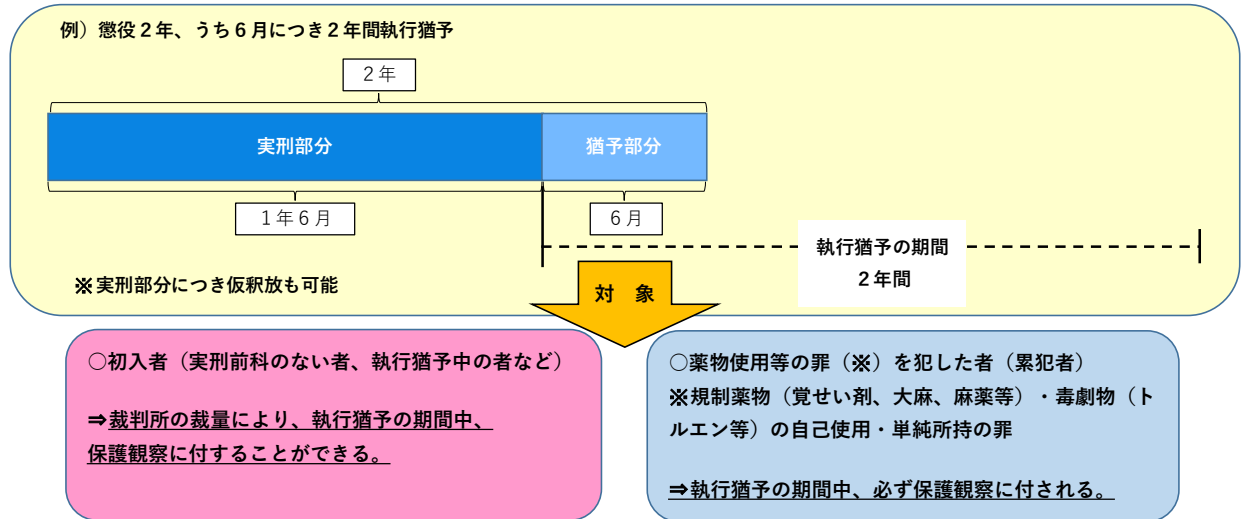 例）懲役２年、うち６月につき２年間執行猶予
２年
実刑部分
猶予部分
１年６月
６月
執行猶予の期間
２年間
※実刑部分につき仮釈放も可能
対　象
○初入者（実刑前科のない者、執行猶予中の者など）
⇒裁判所の裁量により、執行猶予の期間中、
保護観察に付することができる。
○薬物使用等の罪（※）を犯した者（累犯者）
※規制薬物（覚せい剤、大麻、麻薬等）・毒劇物（ト
ルエン等）の自己使用・単純所持の罪
⇒執行猶予の期間中、必ず保護観察に付される。